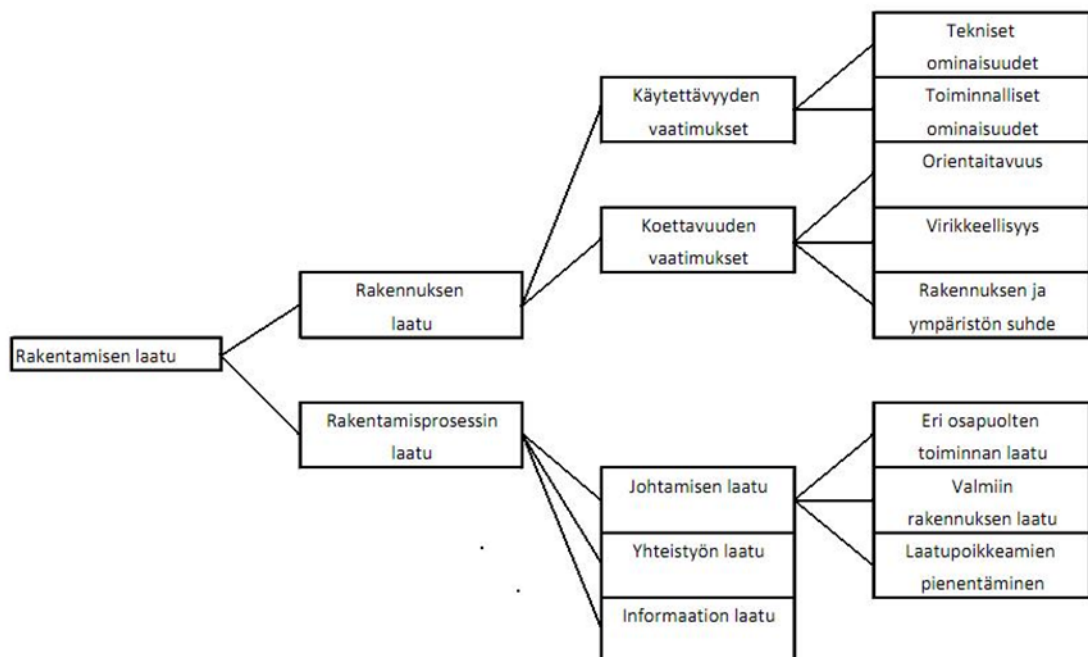 Tekniset
ominaisuudet
Käytettävyyden
vaatimukset
Toiminnalliset
ominaisuudet
Orientaitavuus
Koettavuuden
vaatimukset
Virikkeellisyys
Rakennuksen
laatu
Rakennuksen ja
ympäristön suhde
Rakentamisen laatu
Rakentamisprosessin
laatu
Eri osapuolten
toiminnan laatu
Johtamisen laatu
Valmiin
rakennuksen laatu
Yhteistyön laatu
Laatupoikkeamien
pienentäminen
Informaation laatu